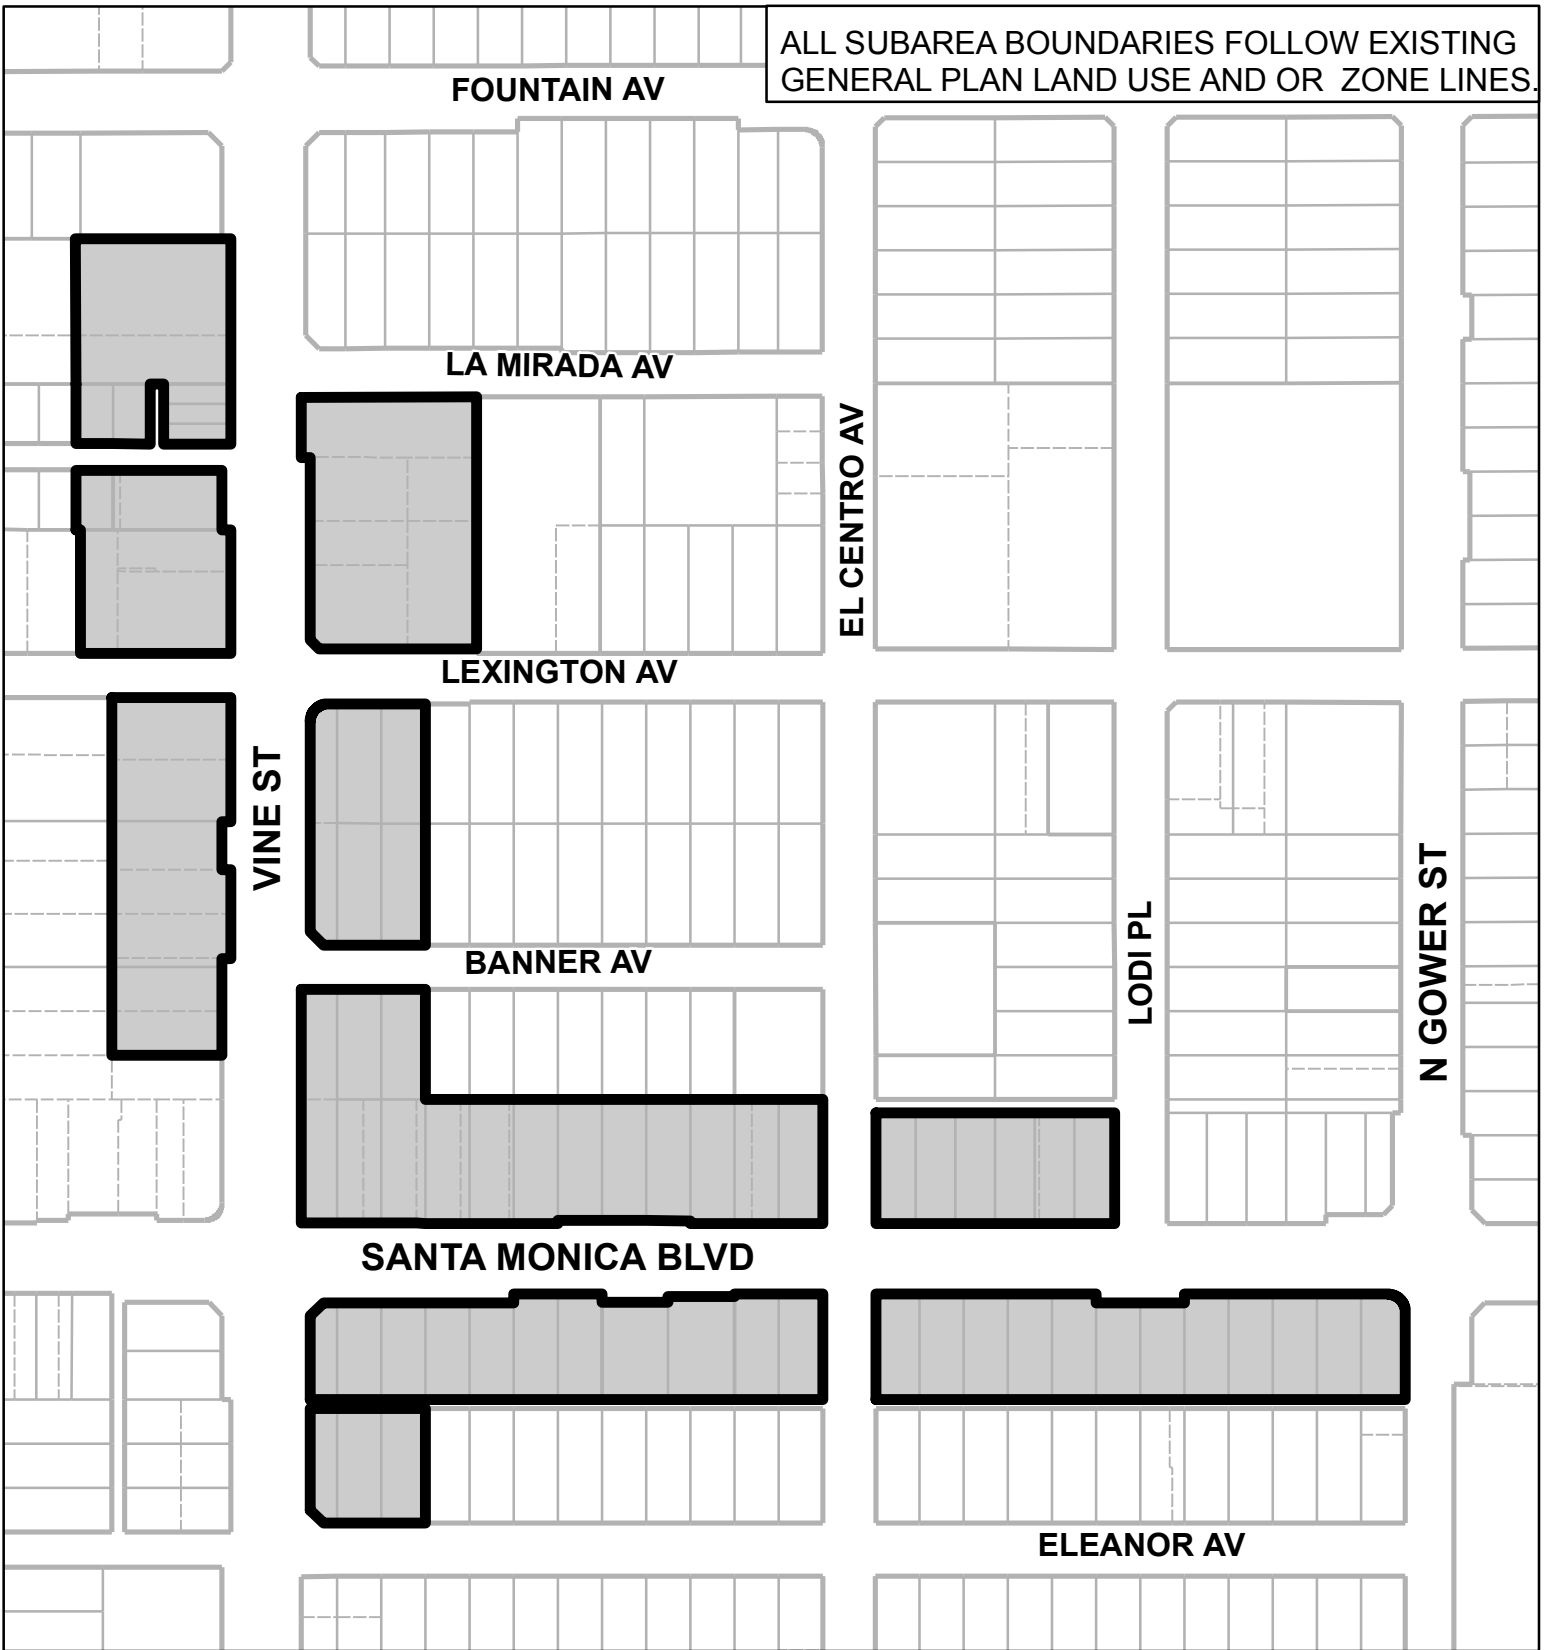 ALL SUBAREA BOUNDARIES FOLLOW EXISTING
GENERAL PLAN LAND USE AND OR ZONE LINES.
FOUNTAIN AV
LA MIRADA AV
EL CENTRO AV
LEXINGTON AV
VINE ST
N GOWER ST
LODI PL
BANNER AV
SANTA MONICA BLVD
ELEANOR AV